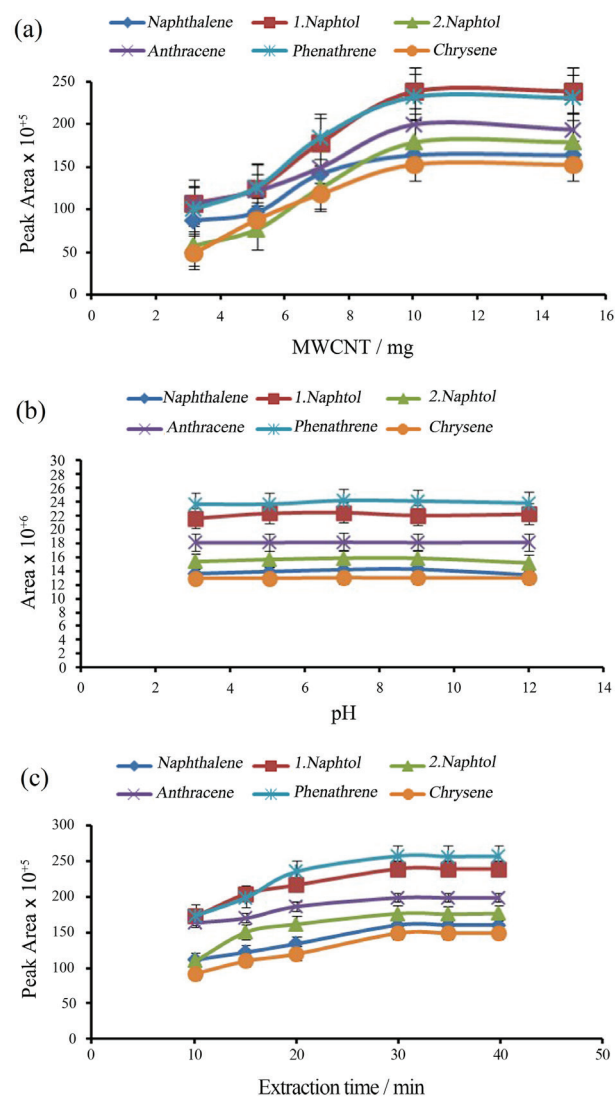 (a)
Naphthalene 1.Naphtol 2.Naphtol
Anthracene Phenathrene Chrysene
250
200
150
100
50
0
Peak Area x 10+5
0 2 4 6 8 10 12 14 16
MWCNT / mg
(b)
Naphthalene 1.Naphtol 2.Naphtol
Anthracene Phenathrene Chrysene
30
28
26
24
22
20
18
16
14
12
10
8
6
4
2
0
Area x 10+6
0 2 4 6 8 10 12 14
pH
(c)
Naphthalene 1.Naphtol 2.Naphtol
Anthracene Phenathrene Chrysene
300
250
200
150
100
50
0
Peak Area x 10+5
0 10 20 30 40 50
Extraction time / min